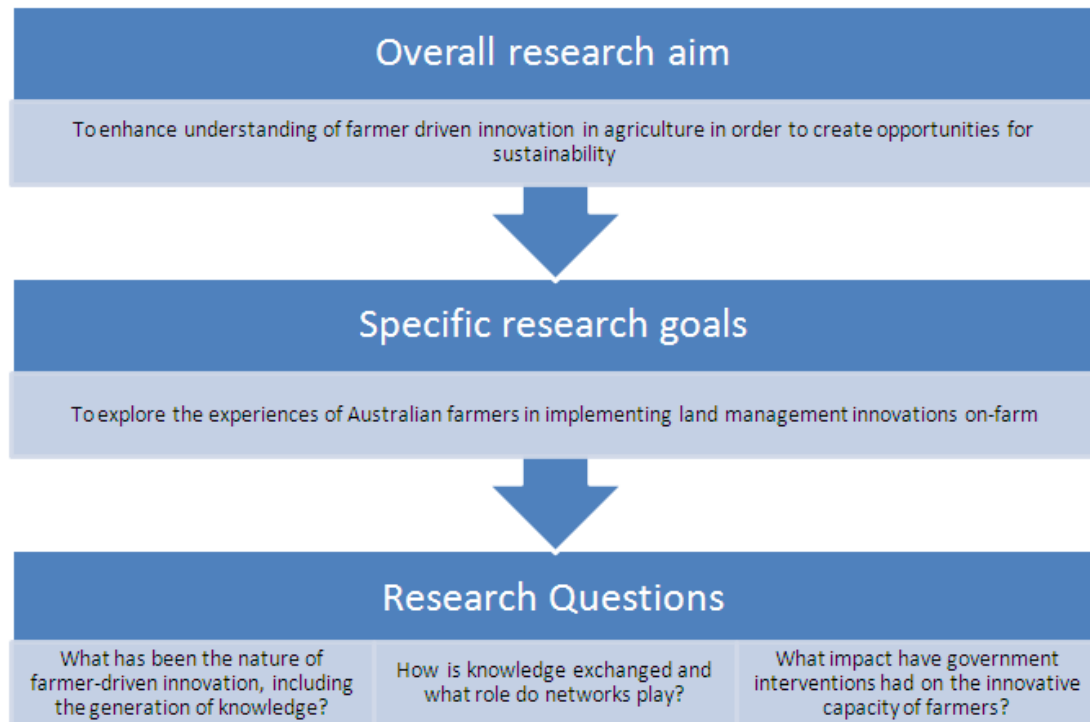 Overall research aim
To enhance understanding of farmer driven innovation in agriculture in order to create opportunities for
sustainability
Specific research goals
To explore the experiences of Australian farmers in implementing land management innovations on-farm
Research Questions
What has been the nature of
farmer-driven innovation, including
the generation of knowledge?
How is knowledge exchanged and
what role do networks play?
What impact have government
interventions had on the innovative
capacity of farmers?